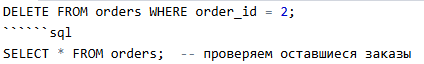 DELETE FROM orders WHERE order_id = 2;
``````sql
SELECT * FROM orders;  -- проверяем оставшиеся заказы